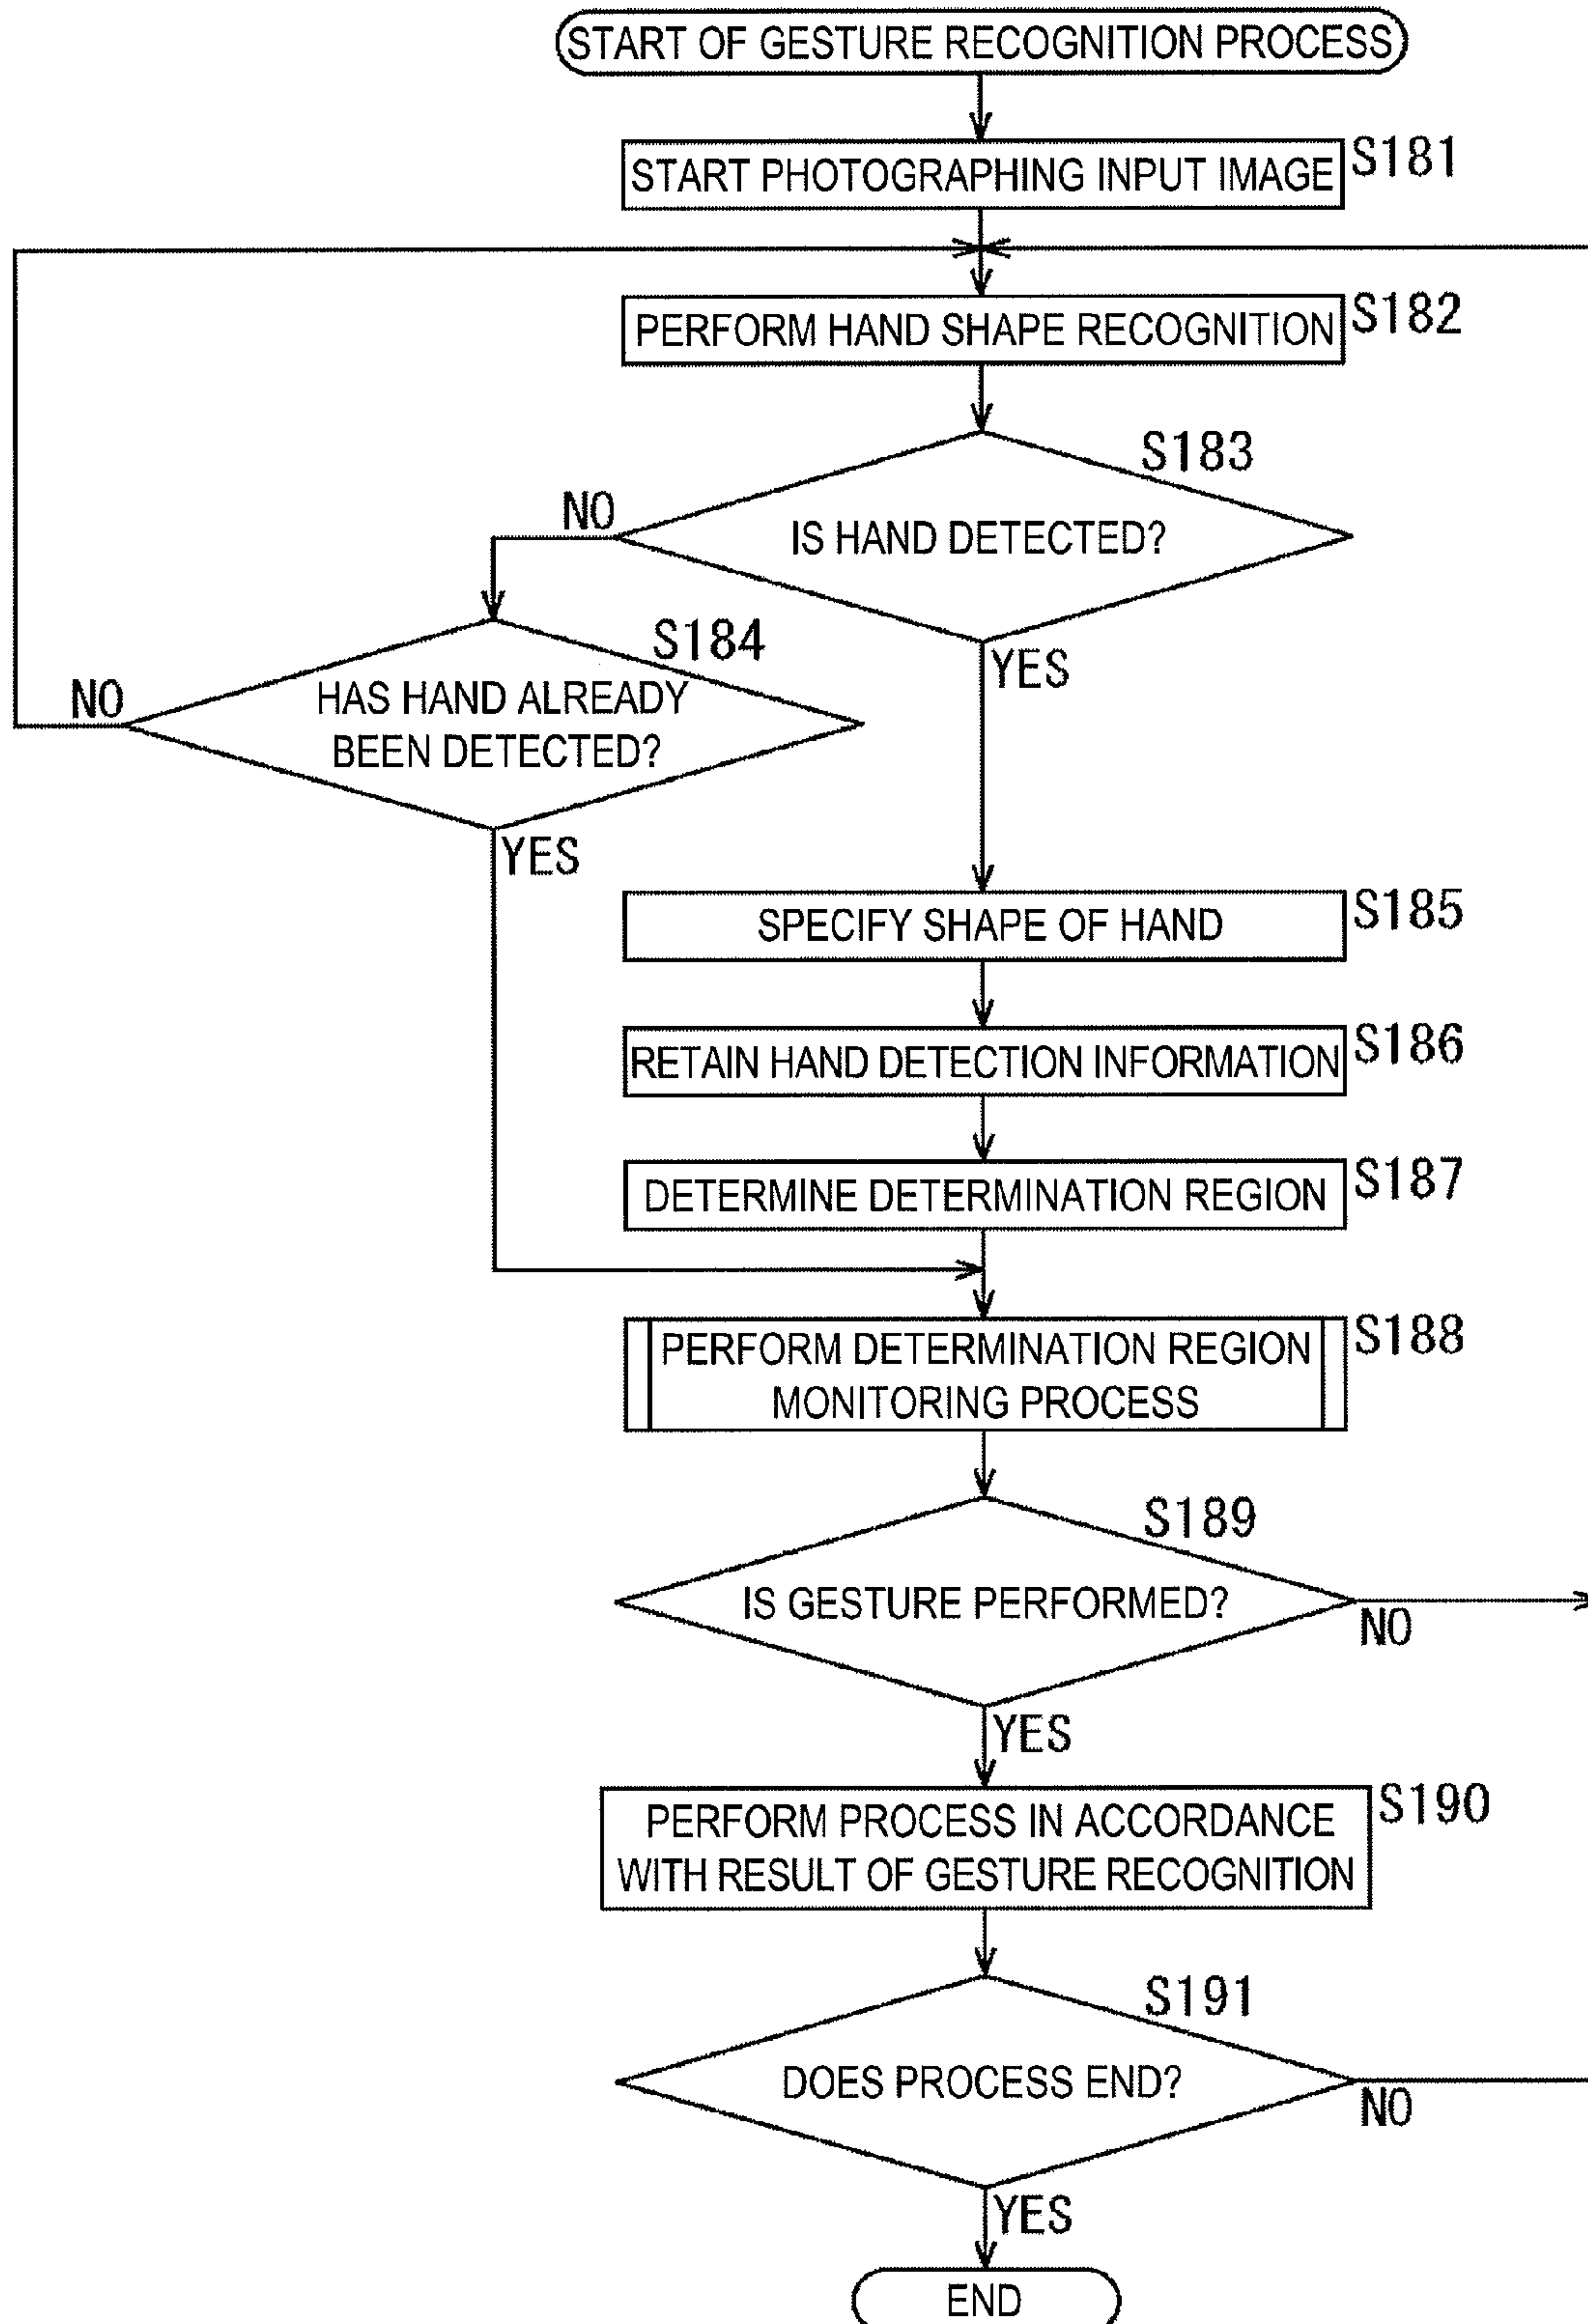 START OF GESTURE RECOGNITION PROCESS
START PHOTOGRAPHING INPUT IMAGE
S181
PERFORM HAND SHAPE RECOGNITION
S182
S183
IS HAND DETECTED?
NO
YES
S184
HAS HAND ALREADY
BEEN DETECTED?
NO
YES
SPECIFY SHAPE OF HAND
S185
RETAIN HAND DETECTION INFORMATION
S186
DETERMINE DETERMINATION REGION
S187
PERFORM DETERMINATION REGION
MONITORING PROCESS
S188
S189
IS GESTURE PERFORMED?
NO
YES
PERFORM PROCESS IN ACCORDANCE
WITH RESULT OF GESTURE RECOGNITION
S190
S191
DOES PROCESS END?
NO
YES
END